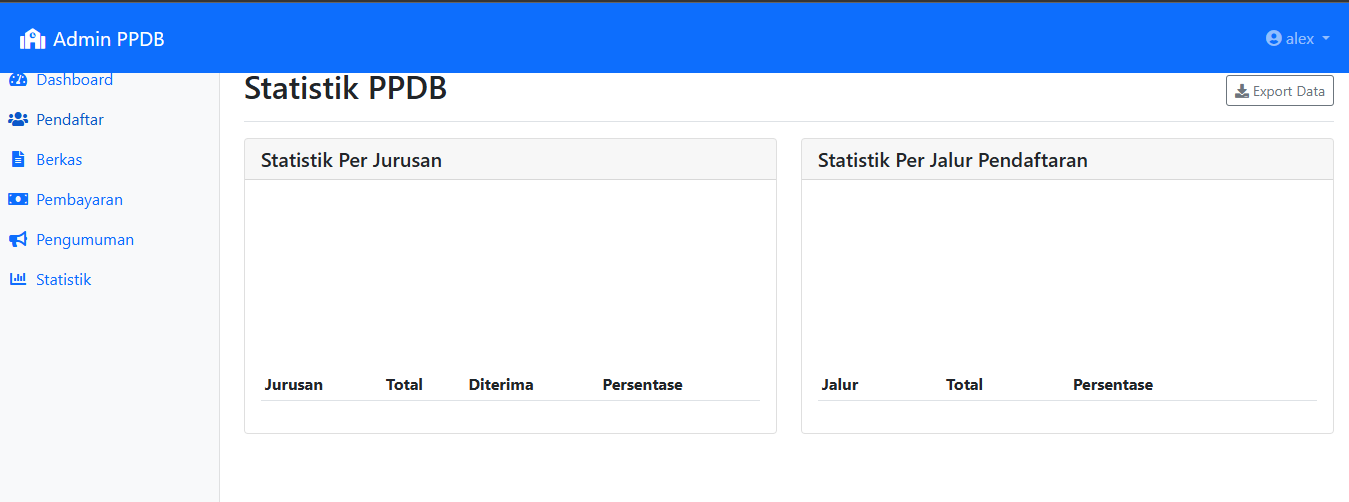 Admin PPDB
alex
Dashboard
Pendaftar
Berkas
Pembayaran
Pengumuman
Statistik
Statistik PPDB
Export Data
Statistik Per Jurusan
Jurusan Total Diterima Persentase
Statistik Per Jalur Pendaftaran
Jalur Total Persentase